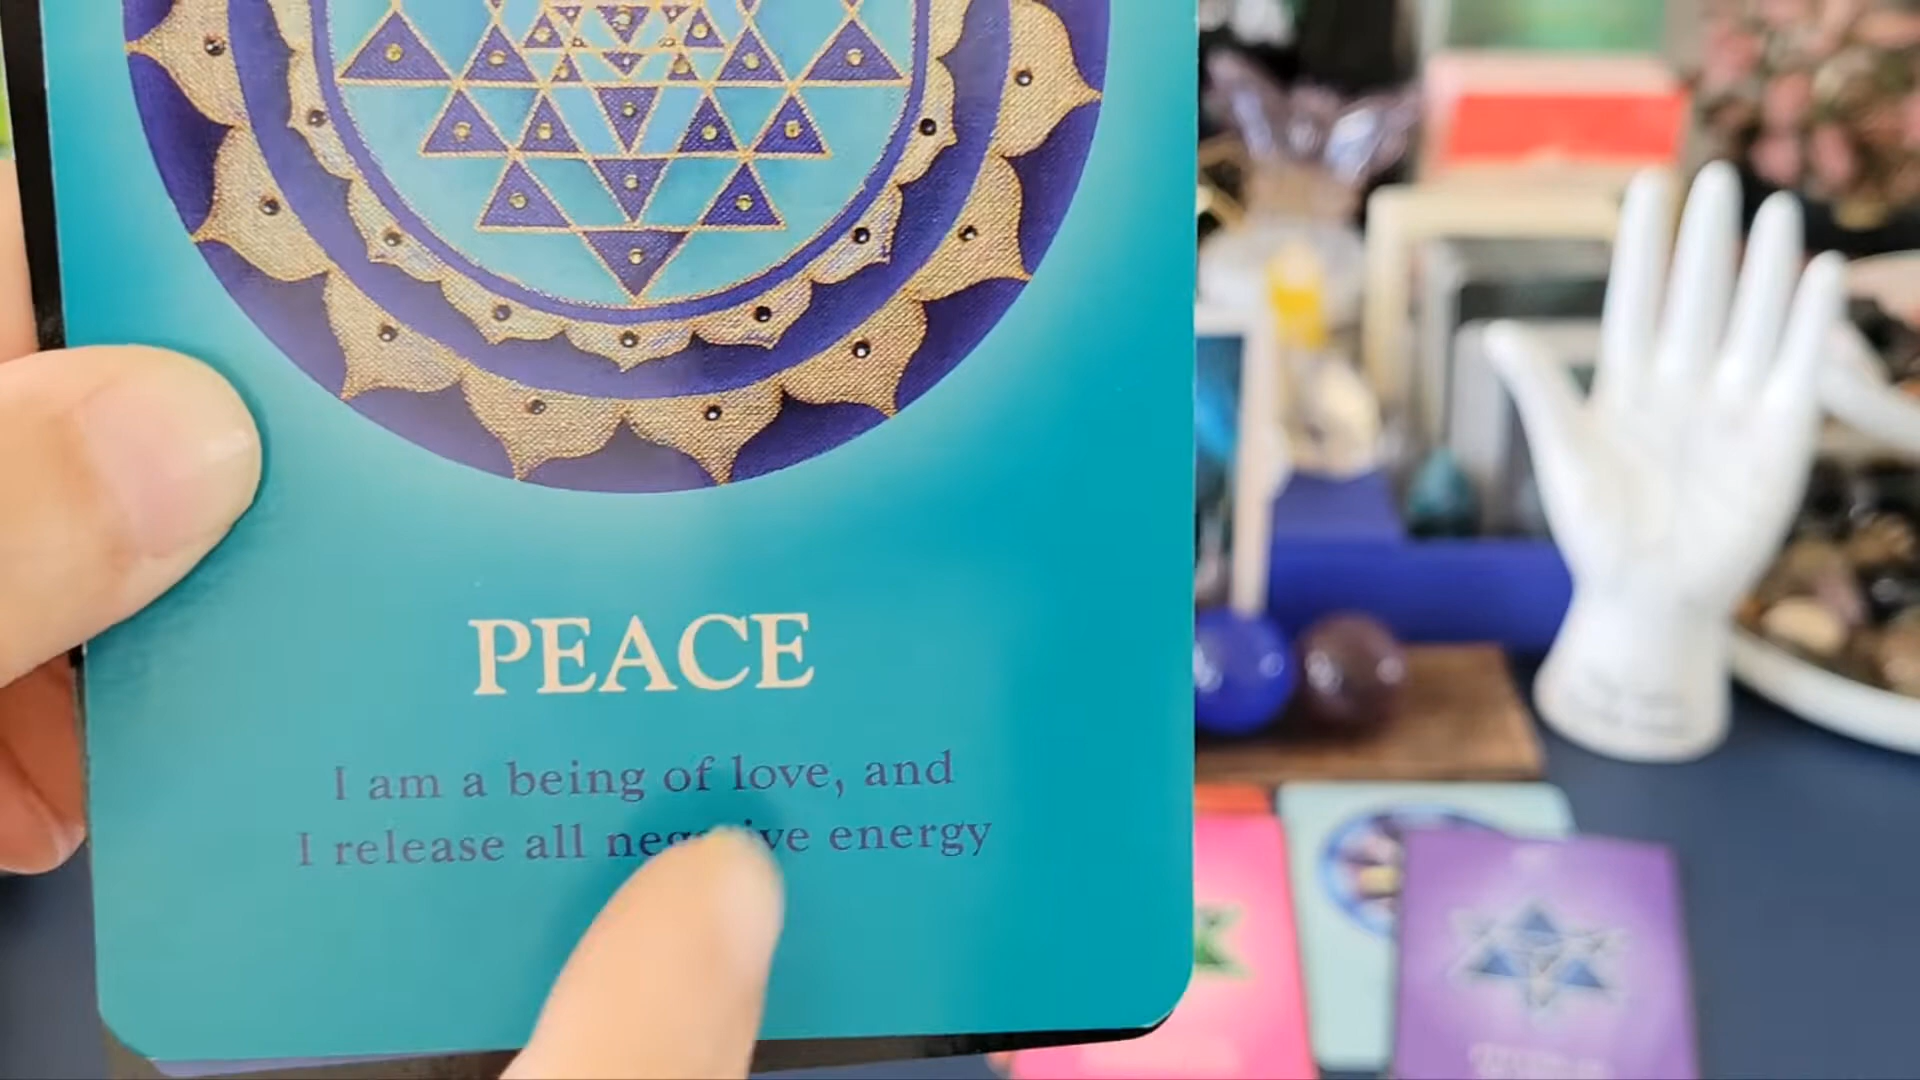 PEACE
I am a being of love, and
I release all negative energy